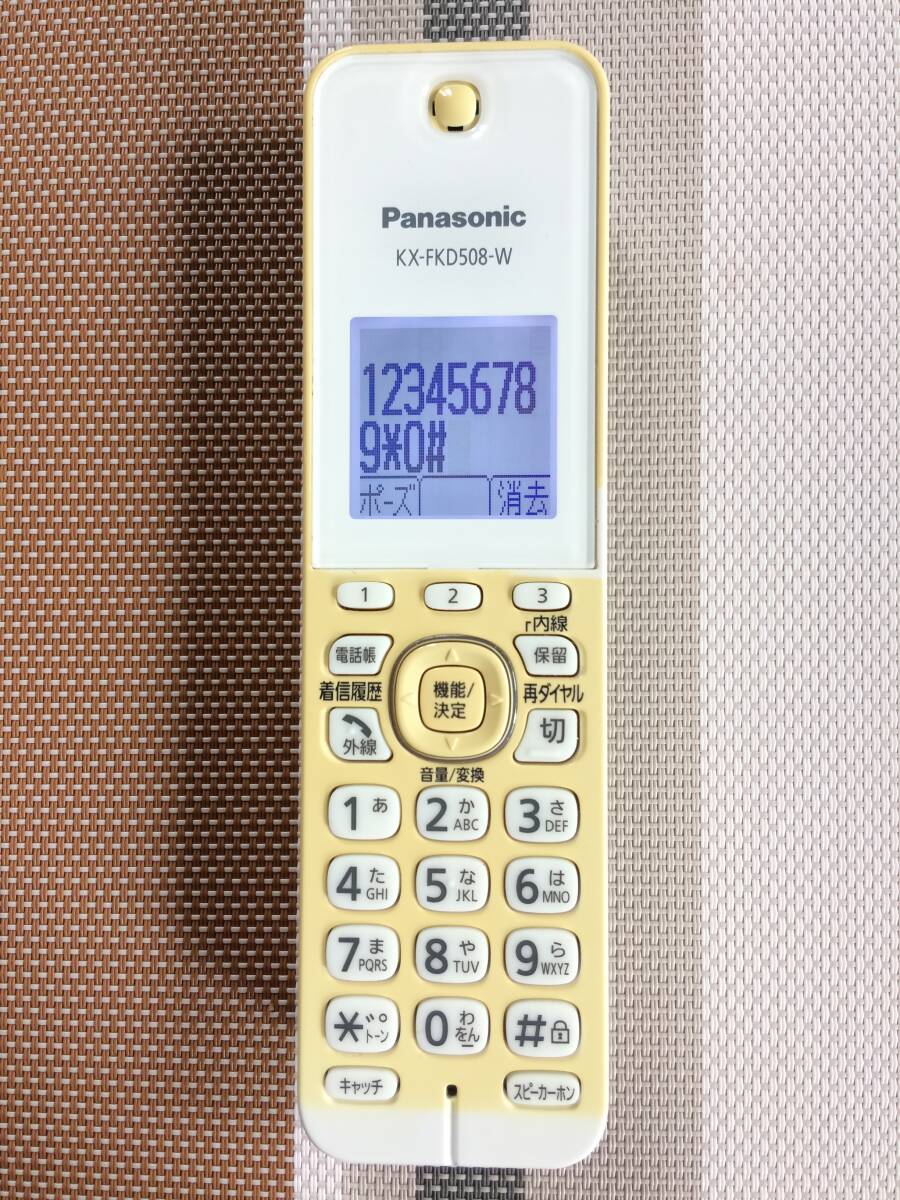 Panasonic
KX-FKD508-W
12345678
9*0#
ポーズ 消去
1 2 3
┌内線
電話帳 保留
機能/
決定
着信履歴 再ダイヤル
外線 切
音量/変換
1 あ 2 か ABC 3 さ DEF
4 た GHI 5 な JKL 6 は MNO
7 ま PQRS 8 や TUV 9 ら WXYZ
* ゛゜ トーン 0 わをん ー #
キャッチ スピーカーホン